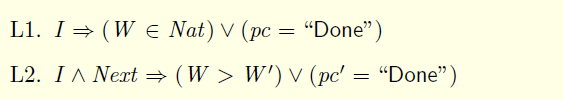 L1. I ⇒ (W ∈ Nat) ∨ (pc = “Done”)
L2. I ∧ Next ⇒ (W > W′) ∨ (pc′ = “Done”)